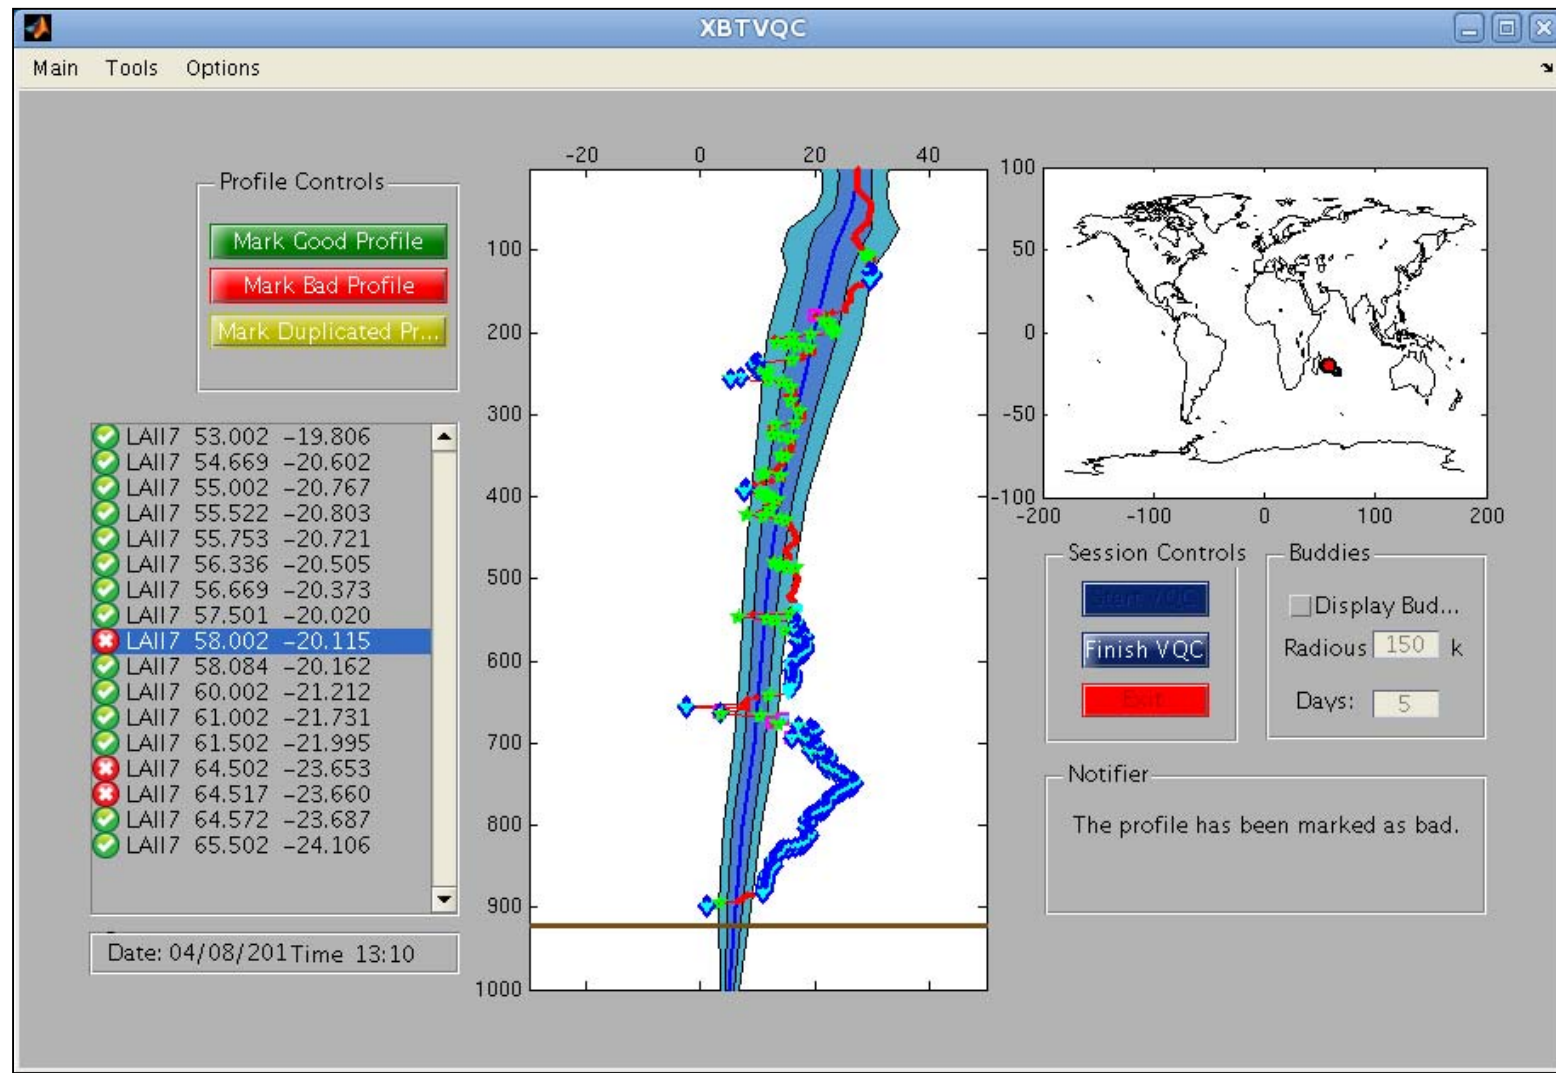 XBTVQC
Main Tools Options
Profile Controls
Mark Good Profile
Mark Bad Profile
Mark Duplicated Pr...
LAII7 53.002 -19.806
LAII7 54.669 -20.602
LAII7 55.002 -20.767
LAII7 55.522 -20.803
LAII7 55.753 -20.721
LAII7 56.336 -20.505
LAII7 56.669 -20.373
LAII7 57.501 -20.020
LAII7 58.002 -20.115
LAII7 58.084 -20.162
LAII7 60.002 -21.212
LAII7 61.002 -21.731
LAII7 61.502 -21.995
LAII7 64.502 -23.653
LAII7 64.517 -23.660
LAII7 64.572 -23.687
LAII7 65.502 -24.106
Date: 04/08/201 Time 13:10
-20 0 20 40
100
200
300
400
500
600
700
800
900
1000
100
50
0
-50
-100
-200 -100 0 100 200
Session Controls
Start VQC
Finish VQC
Exit
Buddies
Display Bud...
Radious 150 k
Days: 5
Notifier
The profile has been marked as bad.